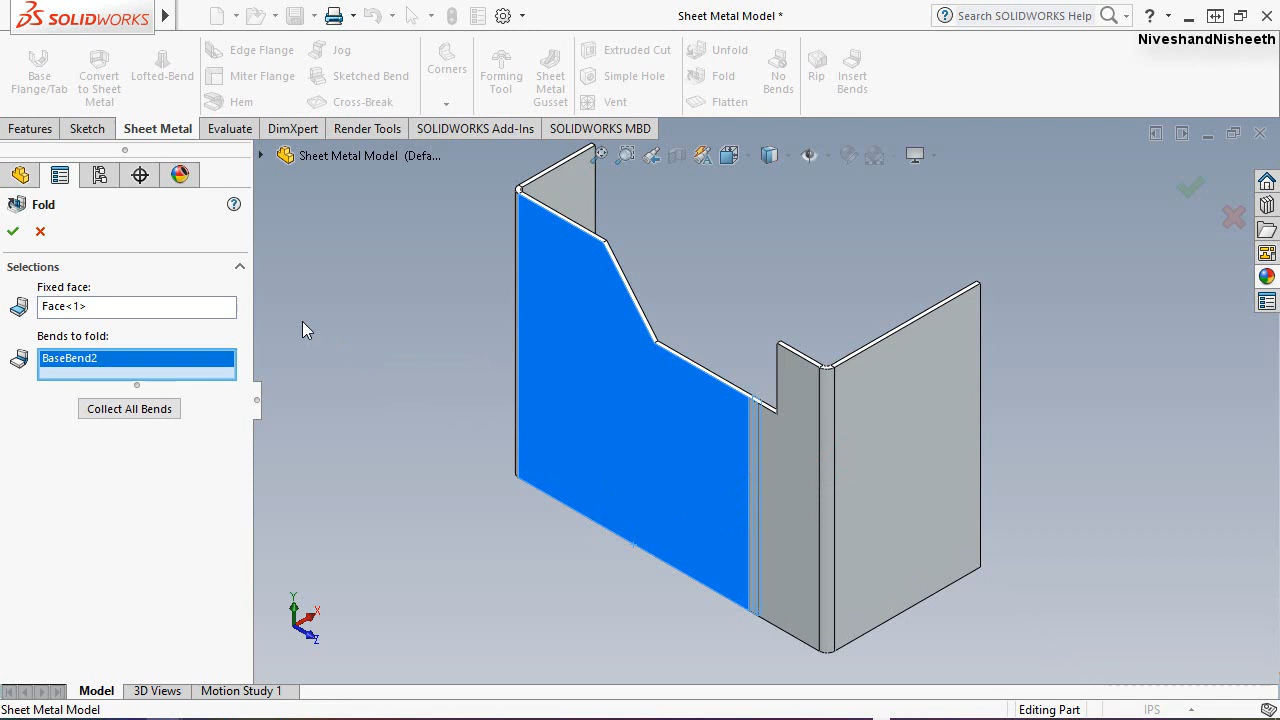 SOLIDWORKS
Sheet Metal Model *
Search SOLIDWORKS Help
?
NiveshandNisheeth
Base Flange/Tab
Convert to Sheet Metal
Lofted-Bend
Edge Flange
Miter Flange
Hem
Jog
Sketched Bend
Cross-Break
Corners
Forming Tool
Sheet Metal Gusset
Extruded Cut
Simple Hole
Vent
Unfold
Fold
Flatten
No Bends
Rip
Insert Bends
Features
Sketch
Sheet Metal
Evaluate
DimXpert
Render Tools
SOLIDWORKS Add-Ins
SOLIDWORKS MBD
Sheet Metal Model (Defa...
Fold
?
Selections
Fixed face:
Face<1>
Bends to fold:
BaseBend2
Collect All Bends
Y
X
Z
Model
3D Views
Motion Study 1
Sheet Metal Model
Editing Part
IPS